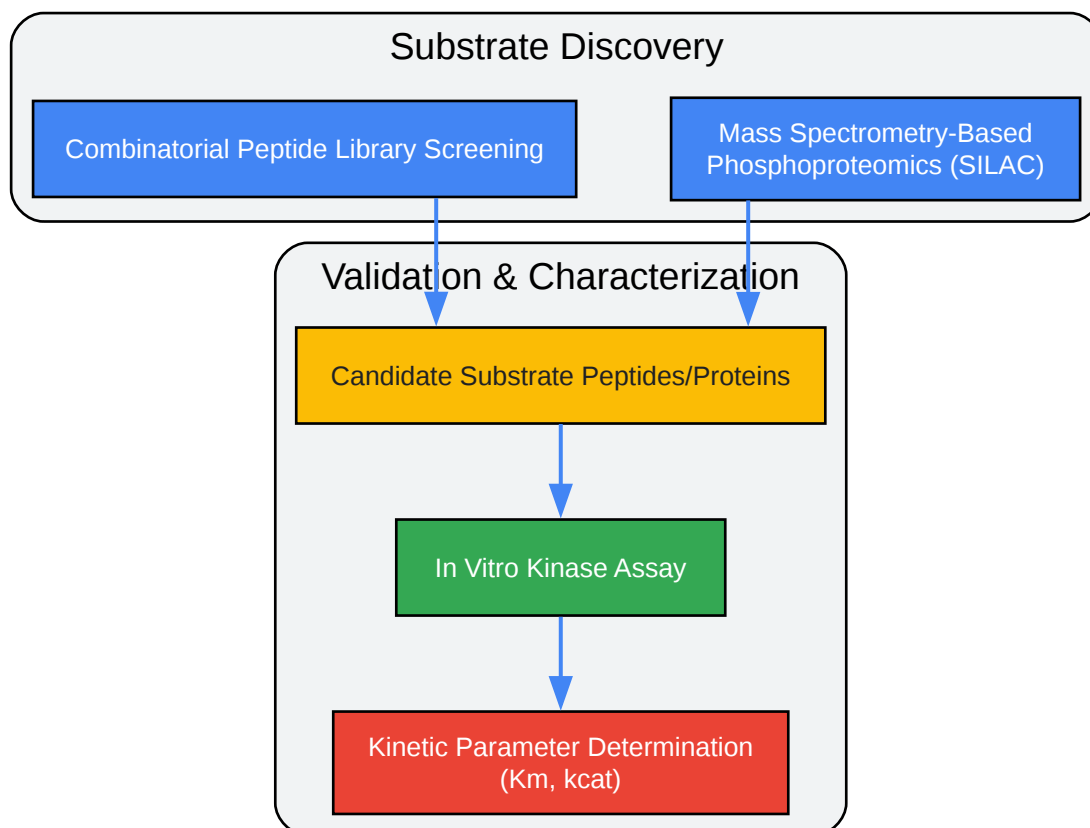 Substrate Discovery
Combinatorial Peptide Library Screening
Mass Spectrometry-Based
Phosphoproteomics (SILAC)
Validation & Characterization
Candidate Substrate Peptides/Proteins
In Vitro Kinase Assay
Kinetic Parameter Determination
(Km, kcat)